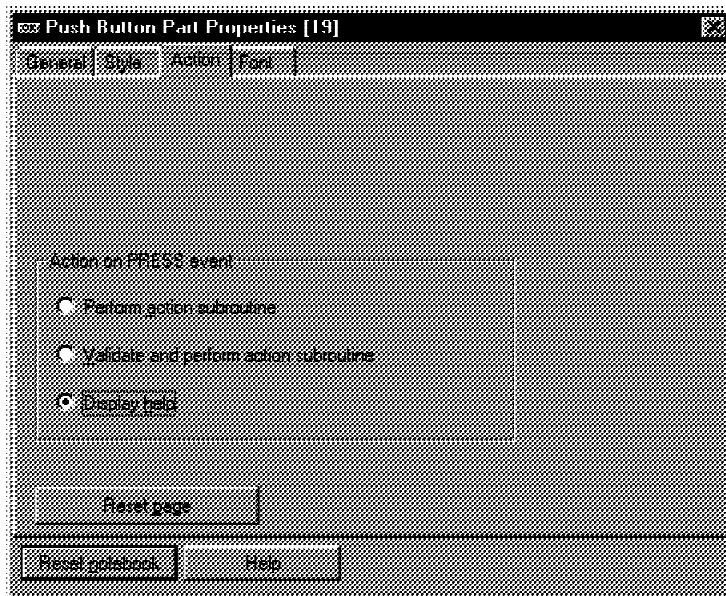 Push Button Part Properties [19]
General Style Action Font
Action on PRESS event
Perform action subroutine
Validate and perform action subroutine
Display help
Reset page
Reset notebook Help